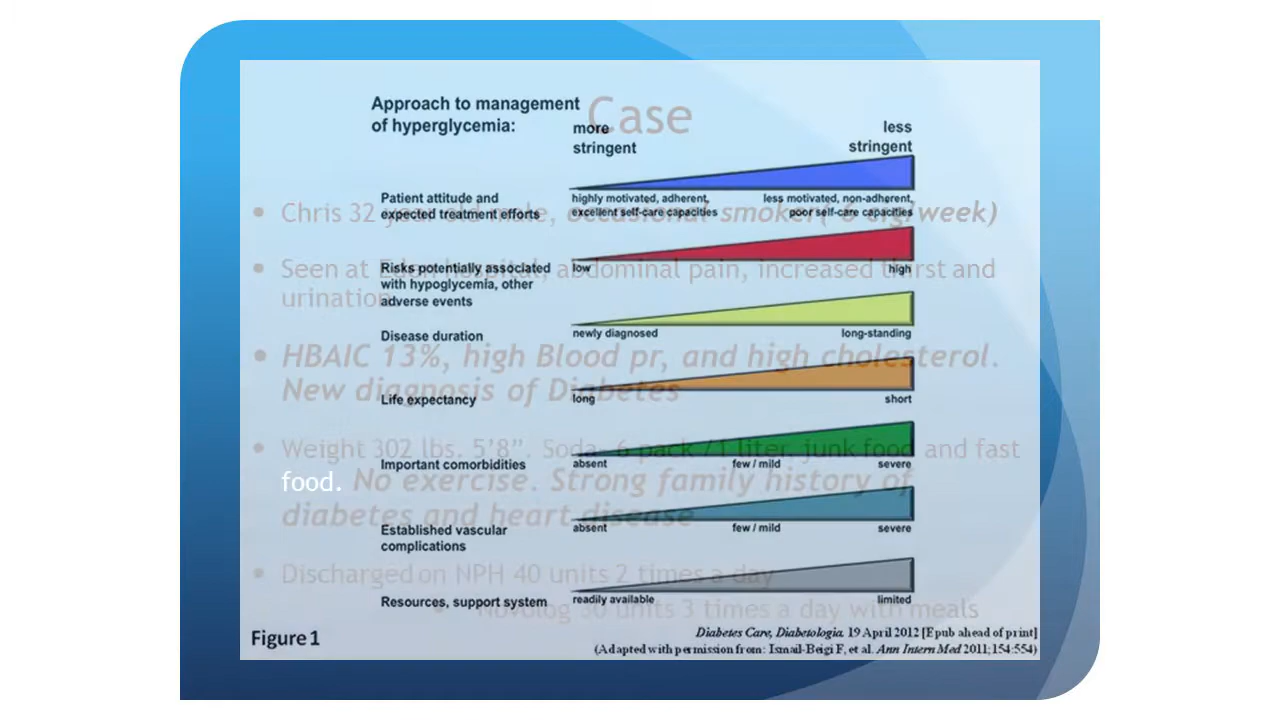 Case
Approach to management
of hyperglycemia:
more
stringent
less
stringent
Patient attitude and
expected treatment efforts
highly motivated, adherent,
excellent self-care capacities
less motivated, non-adherent,
poor self-care capacities
Risks potentially associated
with hypoglycemia, other
adverse events
low
high
Disease duration
newly diagnosed
long-standing
Life expectancy
long
short
Important comorbidities
absent
few / mild
severe
Established vascular
complications
absent
few / mild
severe
Resources, support system
readily available
limited
Figure 1
Diabetes Care, Diabetologia. 19 April 2012 [Epub ahead of print]
(Adapted with permission from: Ismail-Beigi F, et al. Ann Intern Med 2011;154:554)
• Chris 32 male, occasional smoker( week)
• Seen at hospital, abdominal pain, increased thirst and
urination
• HBAIC 13%, high Blood pr, and high cholesterol.
New diagnosis of Diabetes
• Weight 302 lbs. 5’8”. Soda, 6 pack /1 liter, junk food and fast
food. No exercise. Strong family history of
diabetes and heart disease
• Discharged on NPH 40 units 2 times a day
• Novolog 30 units 3 times a day with meals